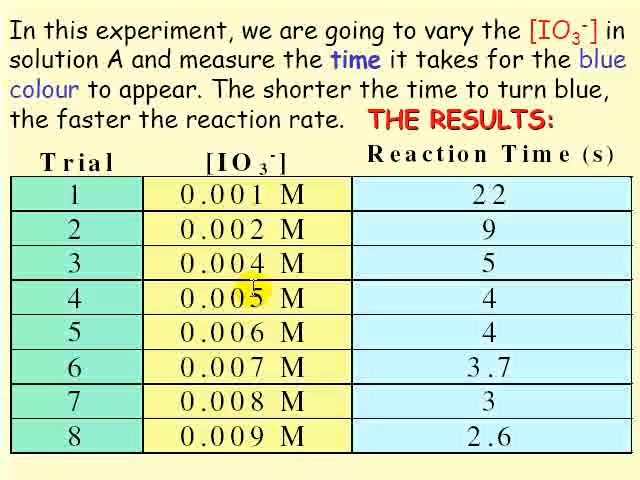 In this experiment, we are going to vary the [IO3-] in
solution A and measure the time it takes for the blue
colour to appear. The shorter the time to turn blue,
the faster the reaction rate. THE RESULTS:
Trial [IO3-] Reaction Time (s)
1 0.001 M 22
2 0.002 M 9
3 0.004 M 5
4 0.005 M 4
5 0.006 M 4
6 0.007 M 3.7
7 0.008 M 3
8 0.009 M 2.6